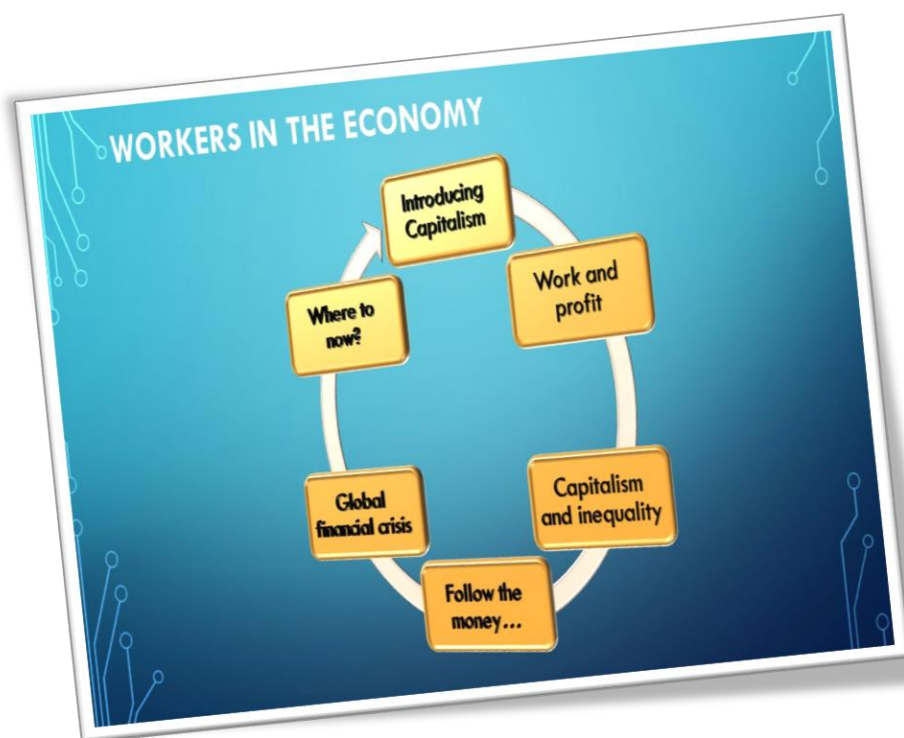 WORKERS IN THE ECONOMY
Introducing
Capitalism
Work and
profit
Capitalism
and inequality
Follow the
money...
Global
financial crisis
Where to
now?